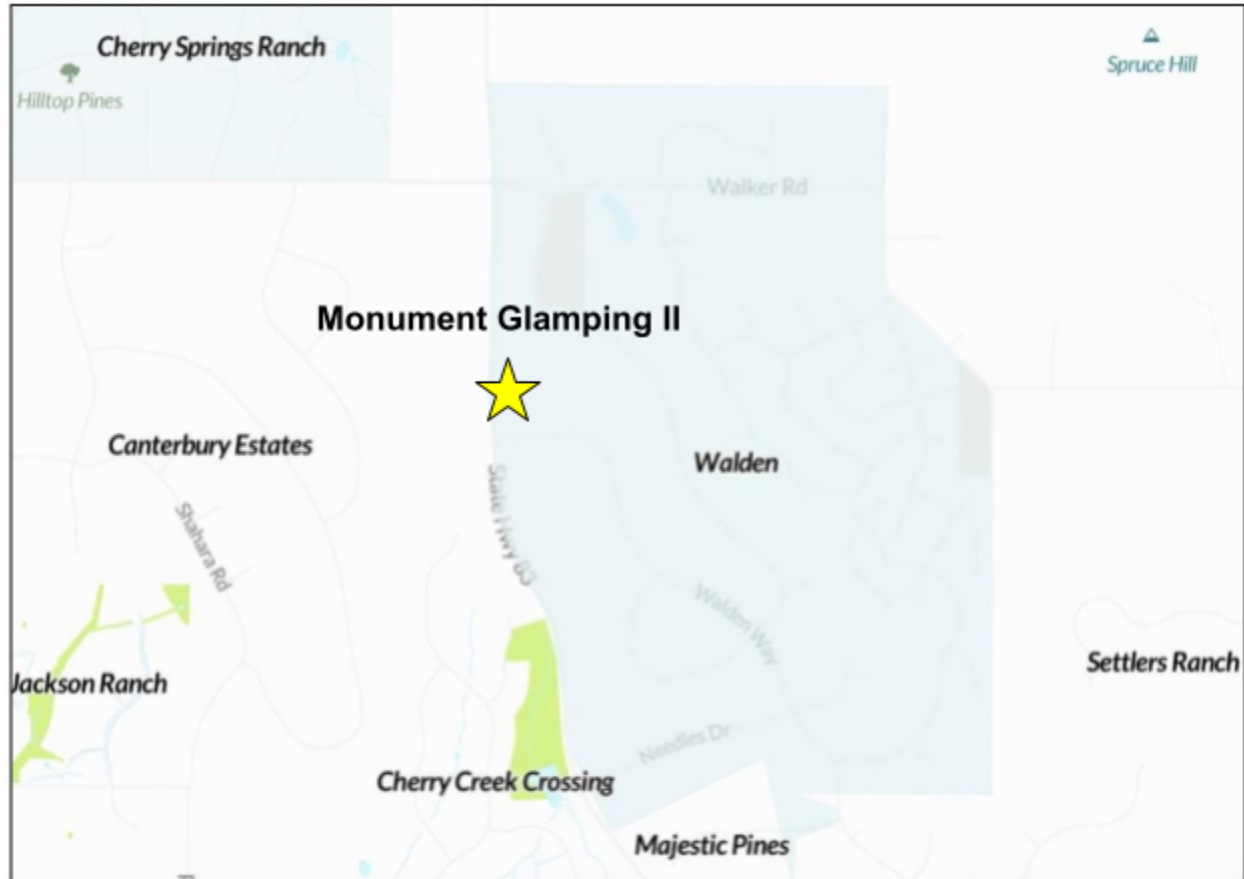 Cherry Springs Ranch
Spruce Hill
Hilltop Pines
Walker Rd
Monument Glamping II
Canterbury Estates
Walden
State Hwy 83
Shahara Rd
Walden Way
Settlers Ranch
Jackson Ranch
Needles Dr
Cherry Creek Crossing
Majestic Pines